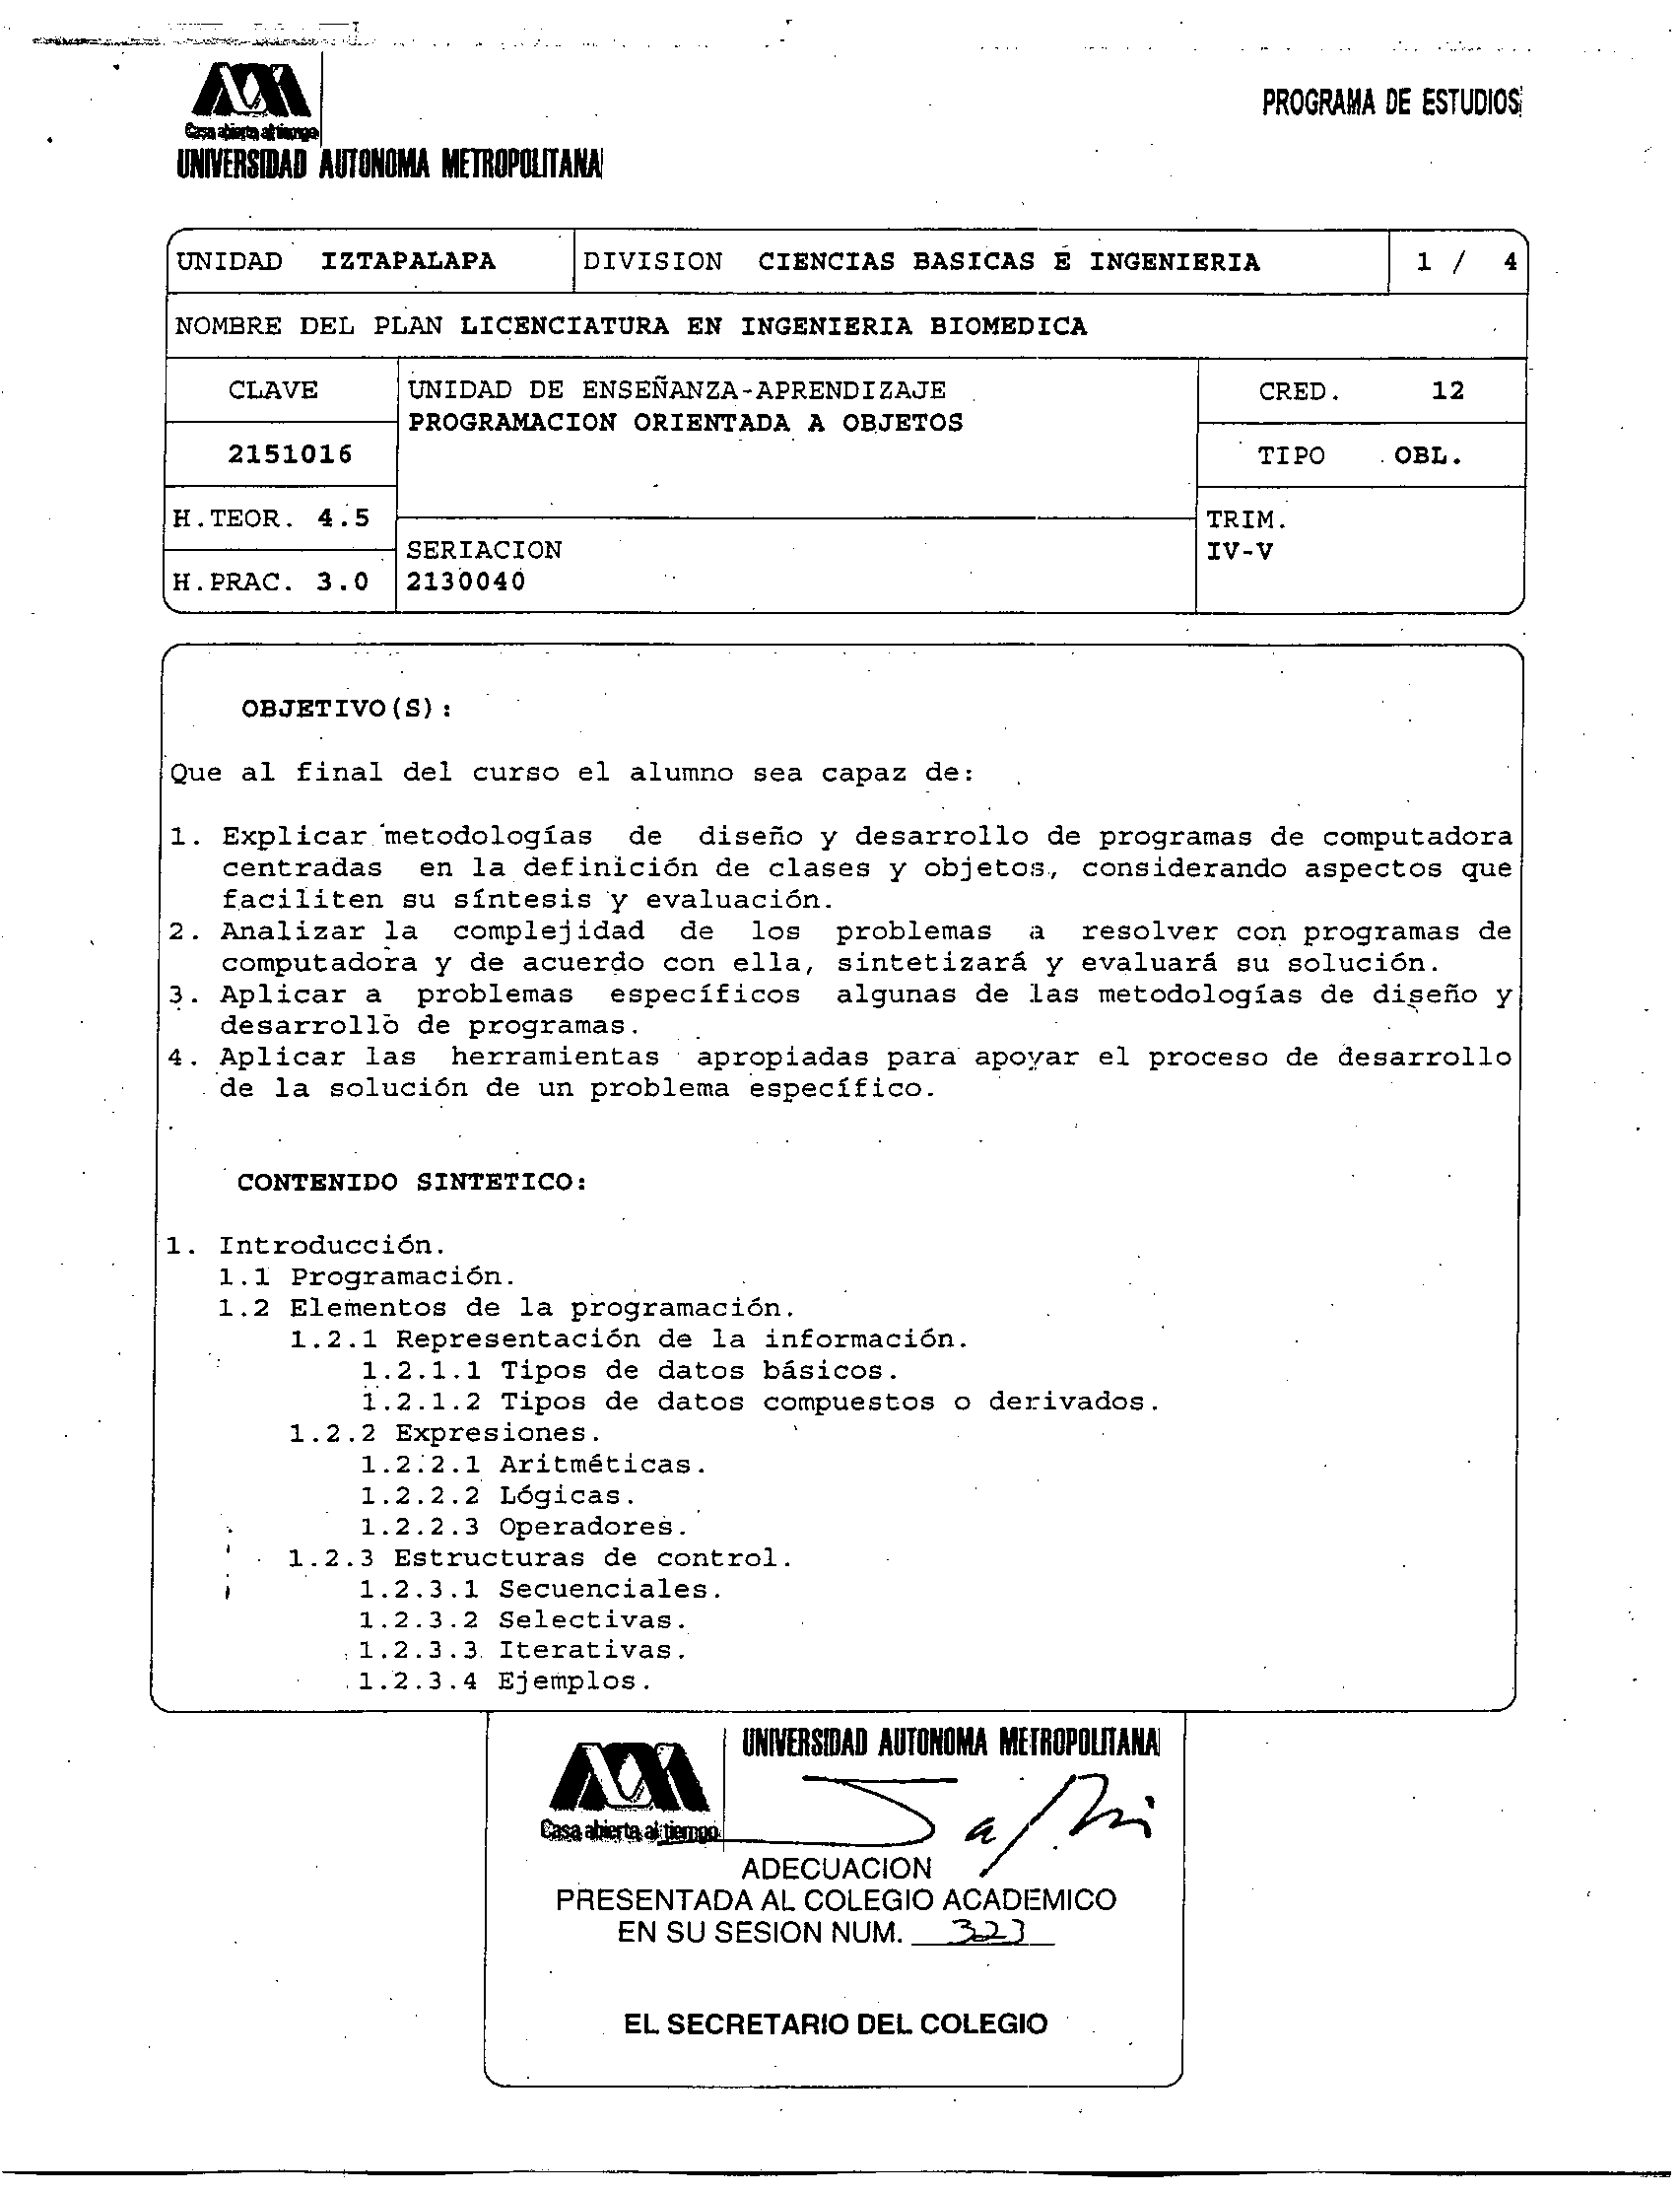 PROGRAMA DE ESTUDIOS
Casa abierta al tiempo
UNIVERSIDAD AUTONOMA METROPOLITANA
UNIDAD IZTAPALAPA DIVISION CIENCIAS BASICAS E INGENIERIA 1 / 4
NOMBRE DEL PLAN LICENCIATURA EN INGENIERIA BIOMEDICA
CLAVE UNIDAD DE ENSEÑANZA-APRENDIZAJE CRED. 12
PROGRAMACION ORIENTADA A OBJETOS
2151016 TIPO OBL.
H.TEOR. 4.5 TRIM.
SERIACION IV-V
H.PRAC. 3.0 2130040
OBJETIVO(S):
Que al final del curso el alumno sea capaz de:
1. Explicar metodologías de diseño y desarrollo de programas de computadora
centradas en la definición de clases y objetos, considerando aspectos que
faciliten su síntesis y evaluación.
2. Analizar la complejidad de los problemas a resolver con programas de
computadora y de acuerdo con ella, sintetizará y evaluará su solución.
3. Aplicar a problemas específicos algunas de las metodologías de diseño y
desarrollo de programas.
4. Aplicar las herramientas apropiadas para apoyar el proceso de desarrollo
de la solución de un problema específico.
CONTENIDO SINTETICO:
1. Introducción.
1.1 Programación.
1.2 Elementos de la programación.
1.2.1 Representación de la información.
1.2.1.1 Tipos de datos básicos.
1.2.1.2 Tipos de datos compuestos o derivados.
1.2.2 Expresiones.
1.2.2.1 Aritméticas.
1.2.2.2 Lógicas.
1.2.2.3 Operadores.
1.2.3 Estructuras de control.
1.2.3.1 Secuenciales.
1.2.3.2 Selectivas.
1.2.3.3 Iterativas.
1.2.3.4 Ejemplos.
UNIVERSIDAD AUTONOMA METROPOLITANA
Casa abierta al tiempo
ADECUACION
PRESENTADA AL COLEGIO ACADEMICO
EN SU SESION NUM. 323
EL SECRETARIO DEL COLEGIO